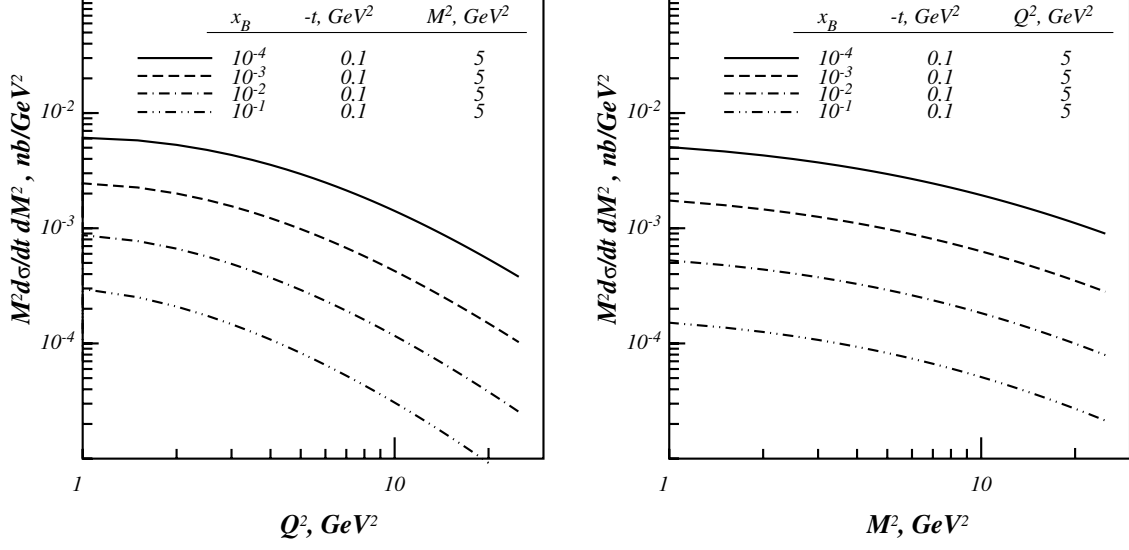 x_B -t, GeV² M², GeV²
10⁻⁴ 0.1 5
10⁻³ 0.1 5
10⁻² 0.1 5
10⁻¹ 0.1 5
M²dσ/dt dM² , nb/GeV²
10⁻²
10⁻³
10⁻⁴
1 10
Q², GeV²
x_B -t, GeV² Q², GeV²
10⁻⁴ 0.1 5
10⁻³ 0.1 5
10⁻² 0.1 5
10⁻¹ 0.1 5
M²dσ/dt dM² , nb/GeV²
10⁻²
10⁻³
10⁻⁴
1 10
M², GeV²